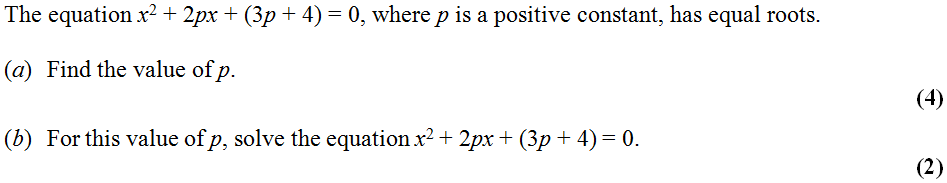 The equation x² + 2px + (3p + 4) = 0, where p is a positive constant, has equal roots.
(a) Find the value of p.
(4)
(b) For this value of p, solve the equation x² + 2px + (3p + 4) = 0.
(2)